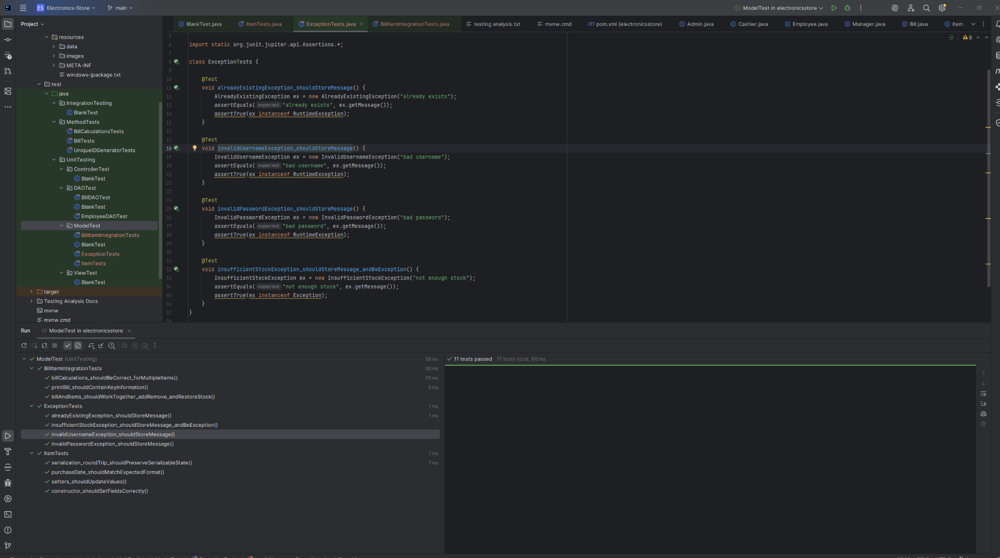 ES Electronics-Store main ModelTest in electronicsstore
Project
BlankTest.java ItemTests.java ExceptionTests.java BillItemIntegrationTests.java testing analysis.txt mvnw.cmd pom.xml (electronicsstore) Admin.java Cashier.java Employee.java Manager.java Bill.java Item.
resources
data
images
META-INF
windows-jpackage.txt
test
java
IntegrationTesting
BlankTest
MethodTests
BillCalculationsTests
BillTests
UniqueIDGeneratorTests
UnitTesting
ControllerTest
BlankTest
DAOTest
BillDAOTest
BlankTest
EmployeeDAOTest
ModelTest
BillItemIntegrationTests
BlankTest
ExceptionTests
ItemTests
ViewTest
BlankTest
target
Testing Analysis Docs
mvnw
mvnw.cmd
8
5
6 import static org.junit.jupiter.api.Assertions.*;
7
8 class ExceptionTests {
9
10 @Test
11 void alreadyExistingException_shouldStoreMessage() {
12 AlreadyExistingException ex = new AlreadyExistingException("already exists");
13 assertEquals( expected: "already exists", ex.getMessage());
14 assertTrue(ex instanceof RuntimeException);
15 }
16
17 @Test
18 void invalidUsernameException_shouldStoreMessage() {
19 InvalidUsernameException ex = new InvalidUsernameException("bad username");
20 assertEquals( expected: "bad username", ex.getMessage());
21 assertTrue(ex instanceof RuntimeException);
22 }
23
24 @Test
25 void invalidPasswordException_shouldStoreMessage() {
26 InvalidPasswordException ex = new InvalidPasswordException("bad password");
27 assertEquals( expected: "bad password", ex.getMessage());
28 assertTrue(ex instanceof RuntimeException);
29 }
30
31 @Test
32 void insufficientStockException_shouldStoreMessage_andBeException() {
33 InsufficientStockException ex = new InsufficientStockException("not enough stock");
34 assertEquals( expected: "not enough stock", ex.getMessage());
35 assertTrue(ex instanceof Exception);
36 }
37 }
38
Run ModelTest in electronicsstore
ModelTest (UnitTesting) 68 ms
BillItemIntegrationTests 60 ms
billCalculations_shouldBeCorrect_forMultipleItems() 55 ms
printBill_shouldContainKeyInformation() 5 ms
billAndItems_shouldWorkTogether_addRemove_andRestoreStock()
ExceptionTests 1 ms
alreadyExistingException_shouldStoreMessage() 1 ms
insufficientStockException_shouldStoreMessage_andBeException()
invalidUsernameException_shouldStoreMessage()
invalidPasswordException_shouldStoreMessage()
ItemTests 7 ms
serialization_roundTrip_shouldPreserveSerializableState() 7 ms
purchaseDate_shouldMatchExpectedFormat()
setters_shouldUpdateValues()
constructor_shouldSetFieldsCorrectly()
11 tests passed 11 tests total, 68 ms